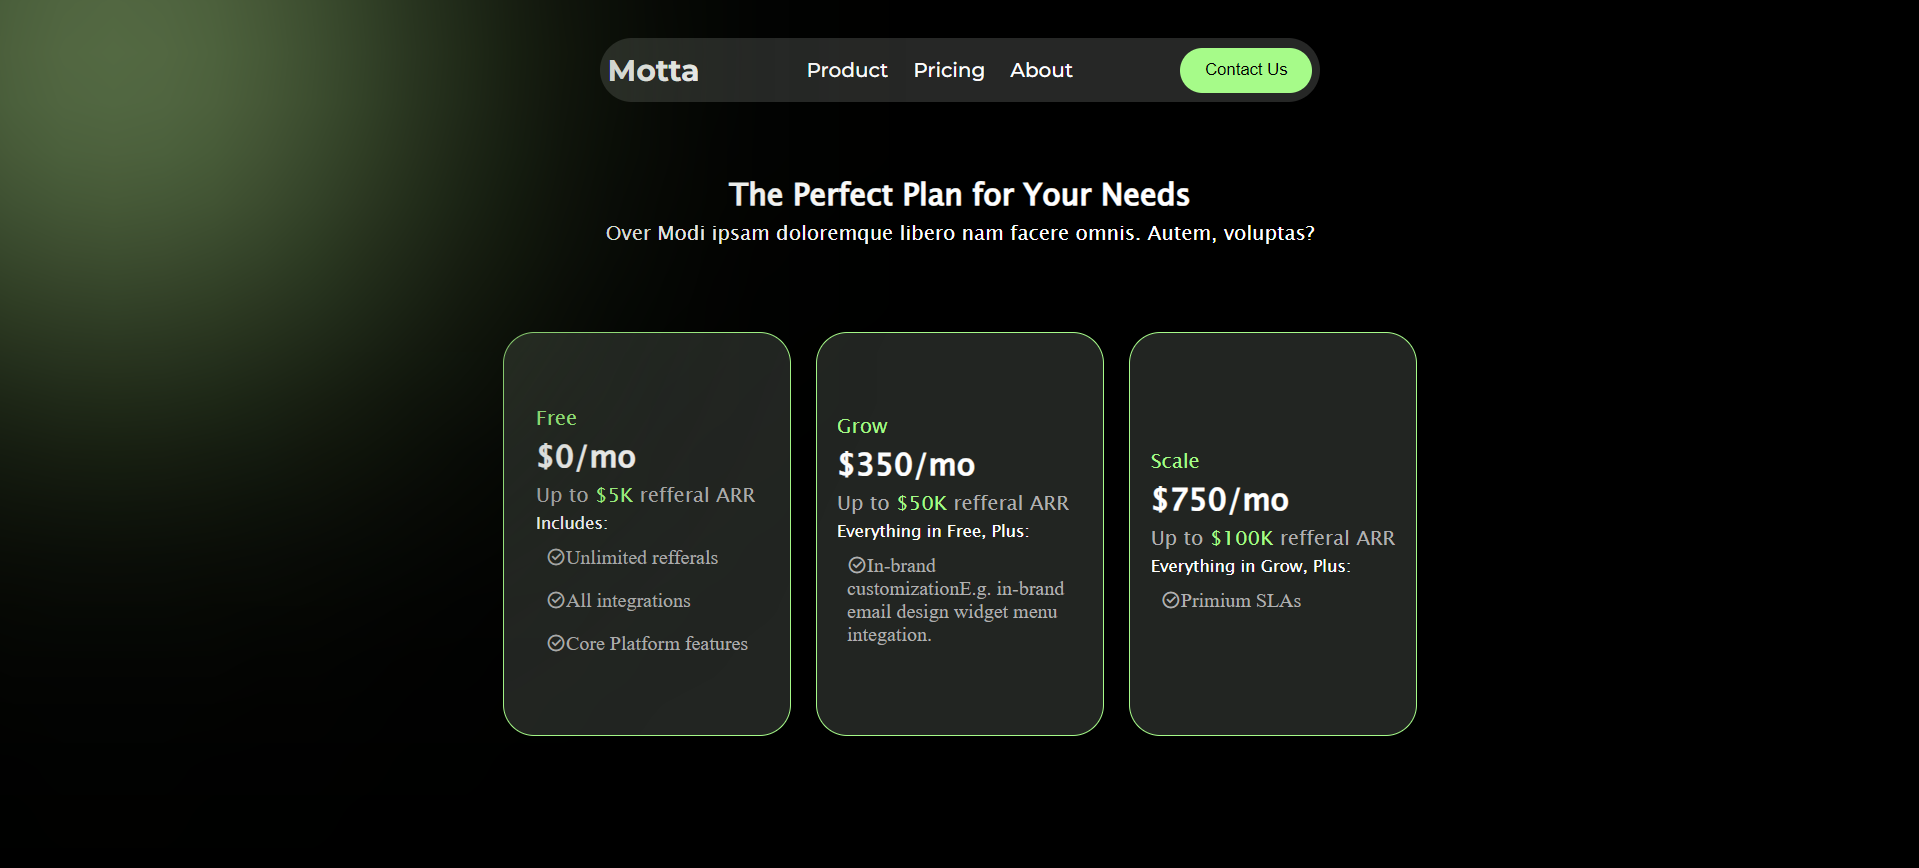 Motta
Product Pricing About
Contact Us
The Perfect Plan for Your Needs
Over Modi ipsam doloremque libero nam facere omnis. Autem, voluptas?
Free
$0/mo
Up to $5K refferal ARR
Includes:
Unlimited refferals
All integrations
Core Platform features
Grow
$350/mo
Up to $50K refferal ARR
Everything in Free, Plus:
In-brand
customizationE.g. in-brand
email design widget menu
integation.
Scale
$750/mo
Up to $100K refferal ARR
Everything in Grow, Plus:
Primium SLAs